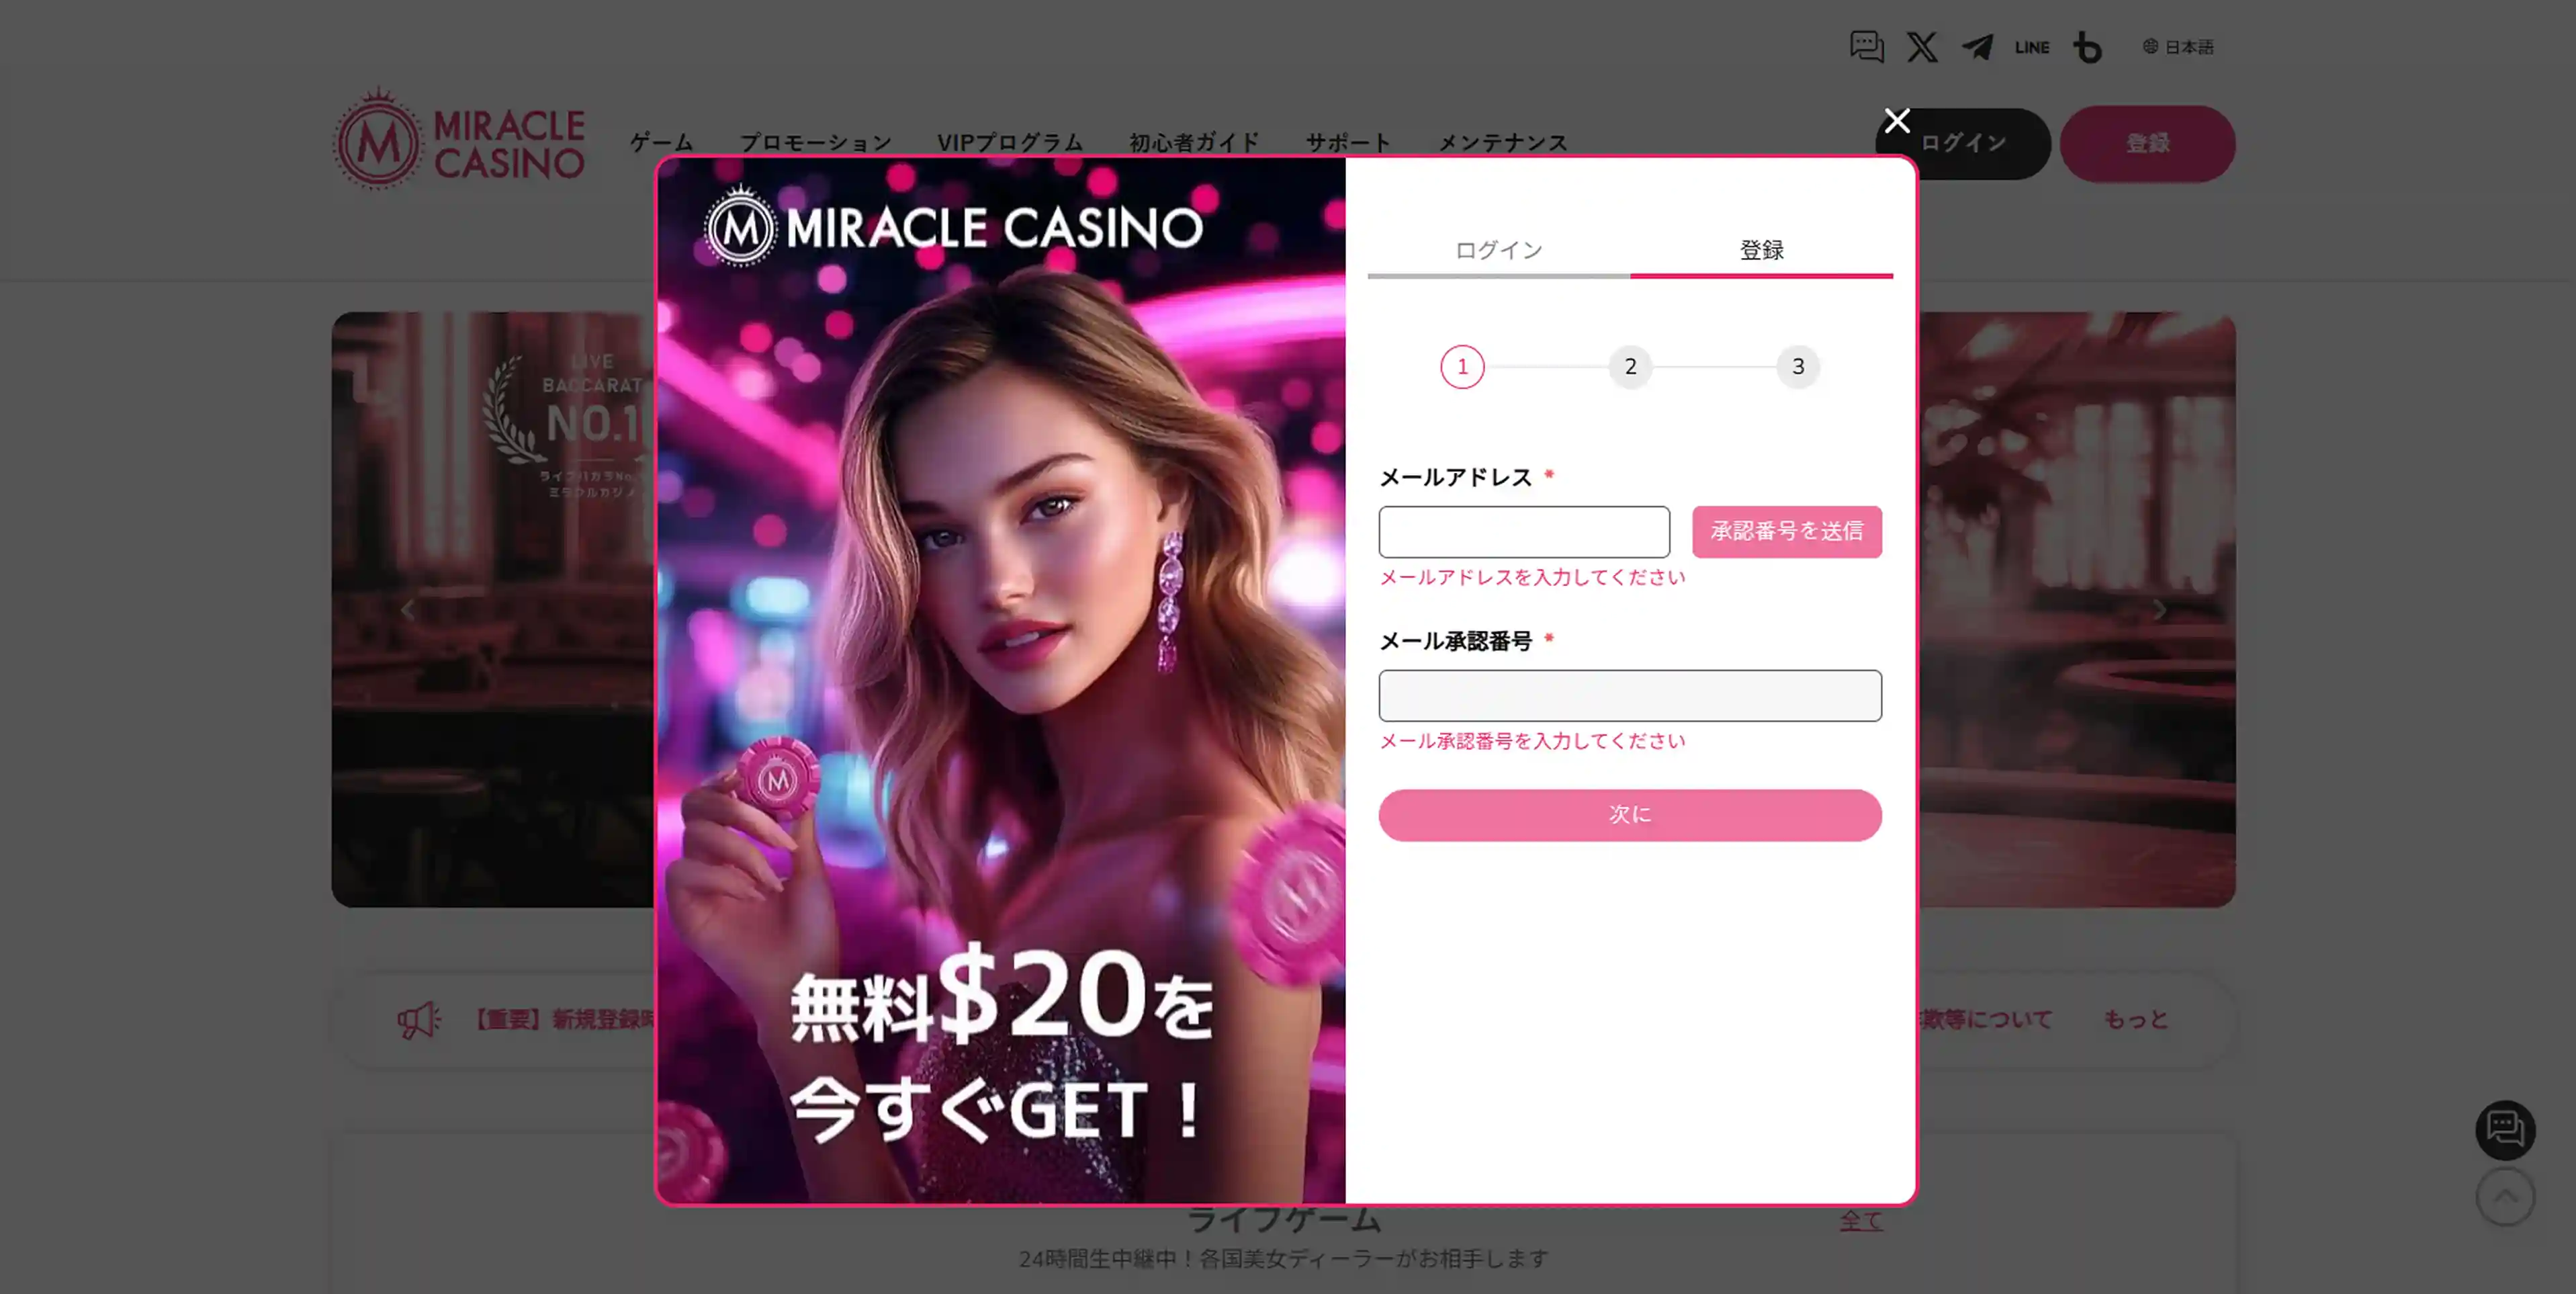 LINE
日本語
MIRACLE
CASINO
ゲーム
プロモーション
VIPプログラム
初心者ガイド
サポート
メンテナンス
ログイン
登録
M MIRACLE CASINO
ログイン
登録
1
2
3
LIVE
BACCARAT
NO.1
メールアドレス *
承認番号を送信
メールアドレスを入力してください
メール承認番号 *
メール承認番号を入力してください
次に
M
無料$20を
今すぐGET！
【重要】新規登録
欺等について
もっと
ライブゲーム
全て
24時間生中継中！各国美女ディーラーがお相手します